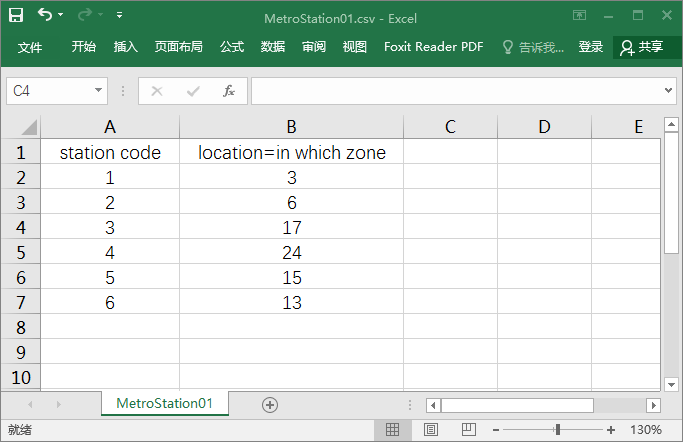 MetroStation01.csv - Excel
文件 开始 插入 页面布局 公式 数据 审阅 视图 Foxit Reader PDF 告诉我... 登录 共享
C4 fx
A B C D E
1 station code location=in which zone
2 1 3
3 2 6
4 3 17
5 4 24
6 5 15
7 6 13
8
9
10
MetroStation01
就绪 130%